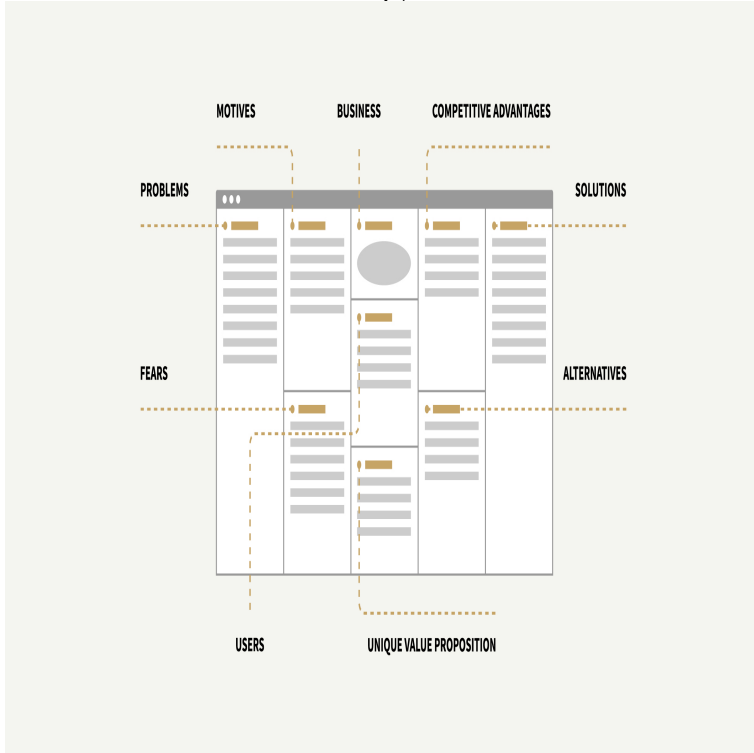 MOTIVES
BUSINESS
COMPETITIVE ADVANTAGES
PROBLEMS
SOLUTIONS
FEARS
ALTERNATIVES
USERS
UNIQUE VALUE PROPOSITION